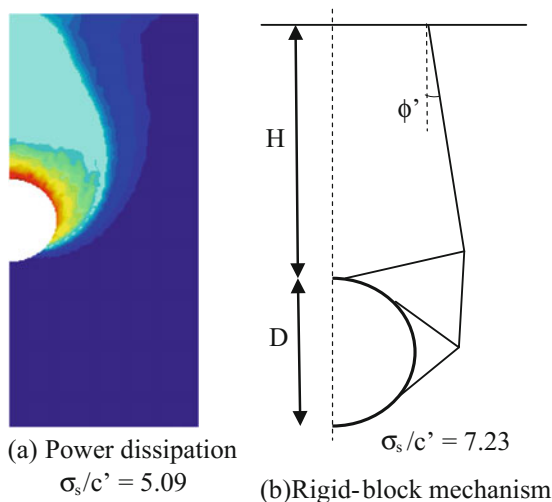 H
ϕ'
D
(a) Power dissipation
σs/c' = 5.09
σs/c' = 7.23
(b)Rigid-block mechanism